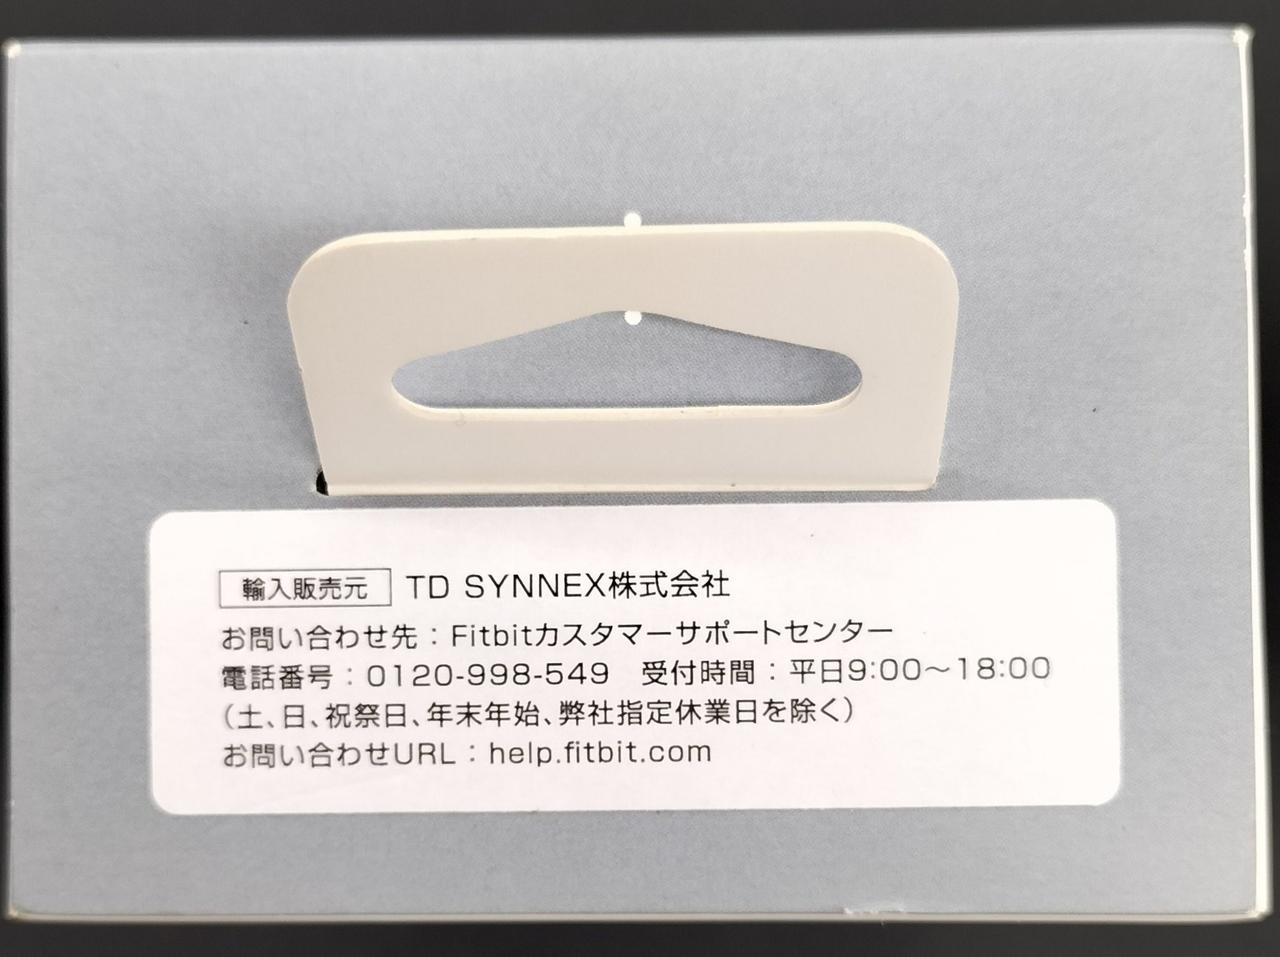 輸入販売元 TD SYNNEX株式会社
お問い合わせ先：Fitbitカスタマーサポートセンター
電話番号：0120-998-549　受付時間：平日9:00～18:00
（土、日、祝祭日、年末年始、弊社指定休業日を除く）
お問い合わせURL：help.fitbit.com